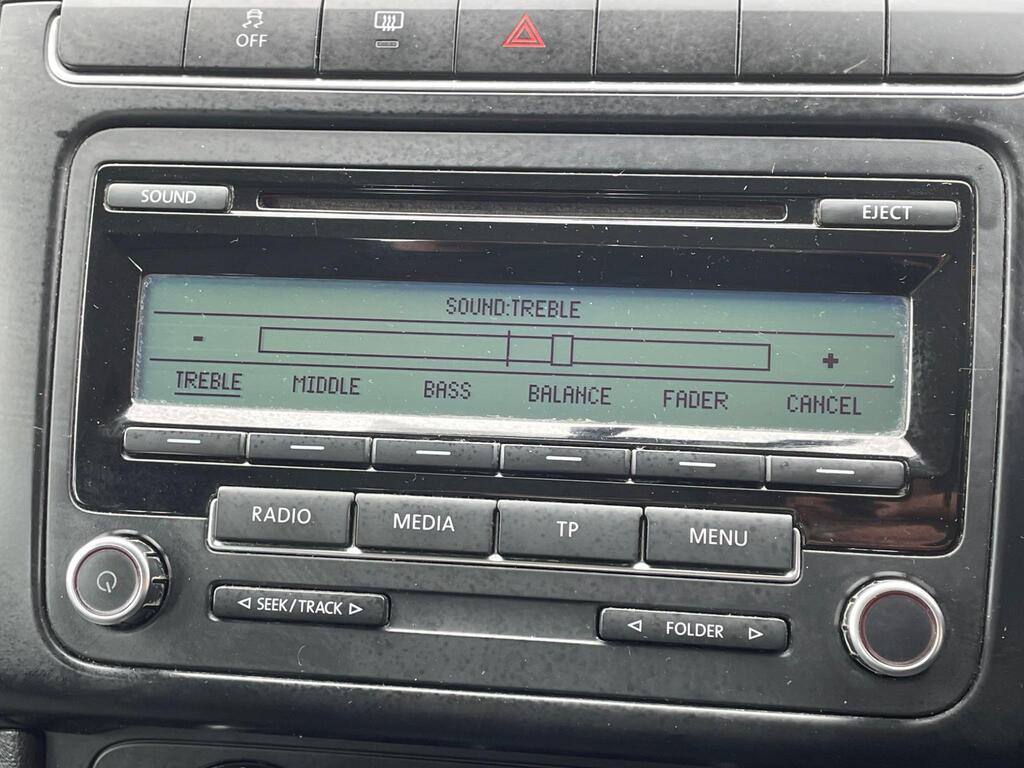 OFF
SOUND
EJECT
SOUND:TREBLE
- +
TREBLE MIDDLE BASS BALANCE FADER CANCEL
RADIO MEDIA TP MENU
SEEK/TRACK
FOLDER